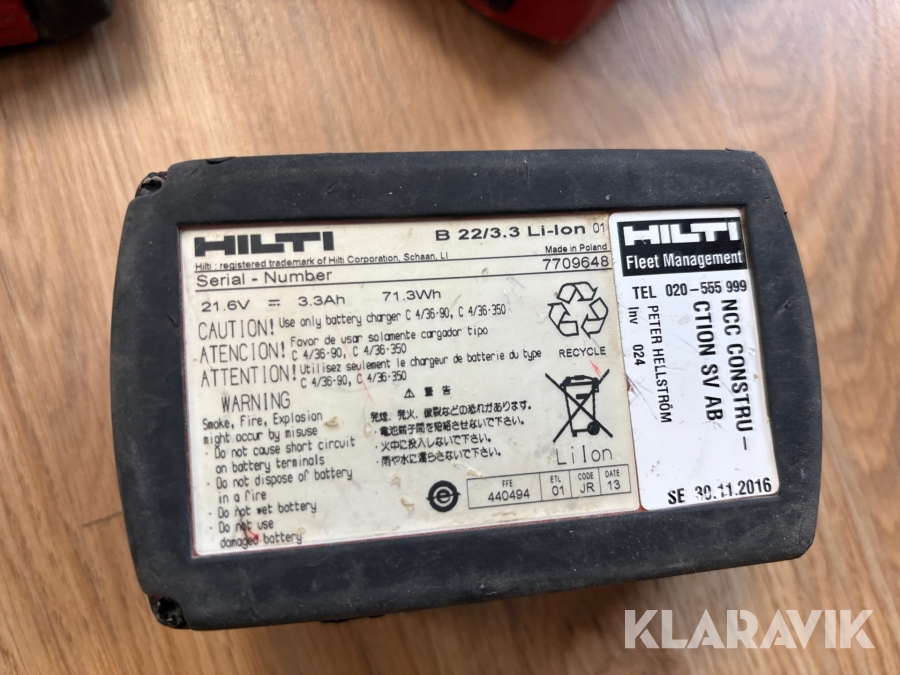 HILTI
B 22/3.3 Li-Ion 01
Hilti : registered trademark of Hilti Corporation, Schaan, LI
Made in Poland
Serial - Number
7709648
21.6V ⎓ 3.3Ah 71.3Wh
CAUTION! Use only battery charger C 4/36-90, C 4/36-350
ATENCION! Favor de usar solamente cargador tipo
C 4/36-90, C 4/36-350
ATTENTION! Utilisez seulement le chargeur de batterie du type
C 4/36-90, C 4/36-350
WARNING
Smoke, Fire, Explosion
might occur by misuse
· Do not cause short circuit
on battery terminals
· Do not dispose of battery
in a fire
· Do not wet battery
· Do not use
damaged battery
⚠ 警告
発煙、発火、破裂などの恐れがあります。
・電池端子間を短絡させないで下さい。
・火中に投入しないで下さい。
・雨や水に濡らさないで下さい。
RECYCLE
LiIon
FFE
440494
ETL
01
CODE
JR
DATE
13
HILTI
Fleet Management
TEL 020-555 999
NCC CONSTRU-
CTION SV AB
PETER HELLSTRÖM
Inv 024
SE 30.11.2016
KLARAVIK